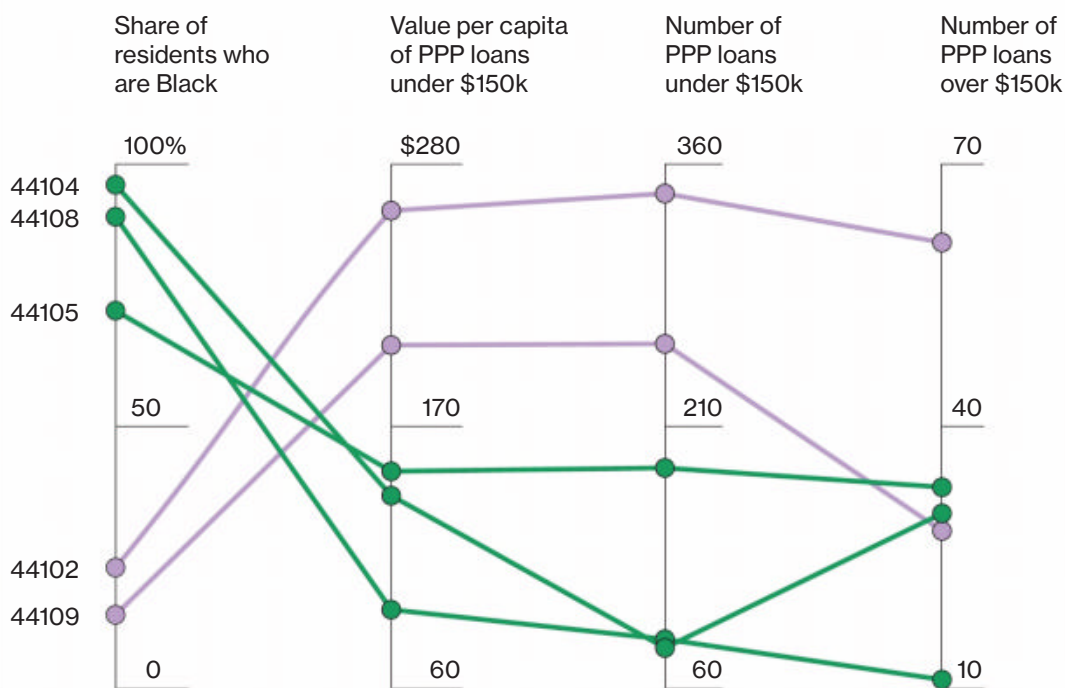 Share of
residents who
are Black
Value per capita
of PPP loans
under $150k
Number of
PPP loans
under $150k
Number of
PPP loans
over $150k
100%
$280
360
70
44104
44108
44105
50
170
210
40
44102
44109
0
60
60
10